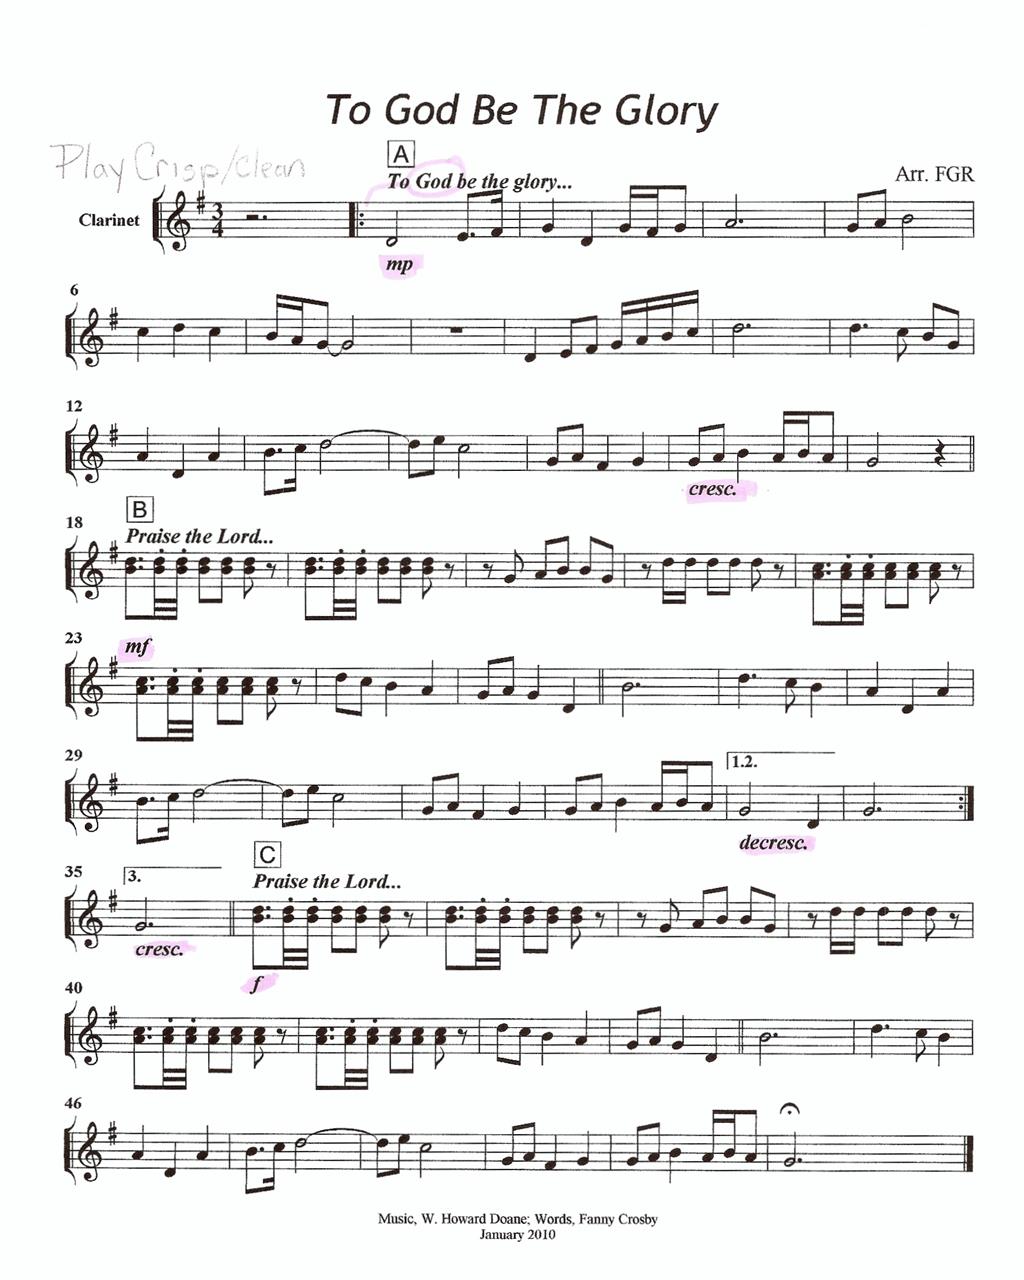 To God Be The Glory
Play Crisp/clean
A
To God be the glory...
Arr. FGR
Clarinet
3
4
mp
6
12
cresc.
B
18
Praise the Lord...
mf
23
29
1.2.
decresc.
C
35
3.
Praise the Lord...
cresc.
f
40
46
Music, W. Howard Doane; Words, Fanny Crosby
January 2010